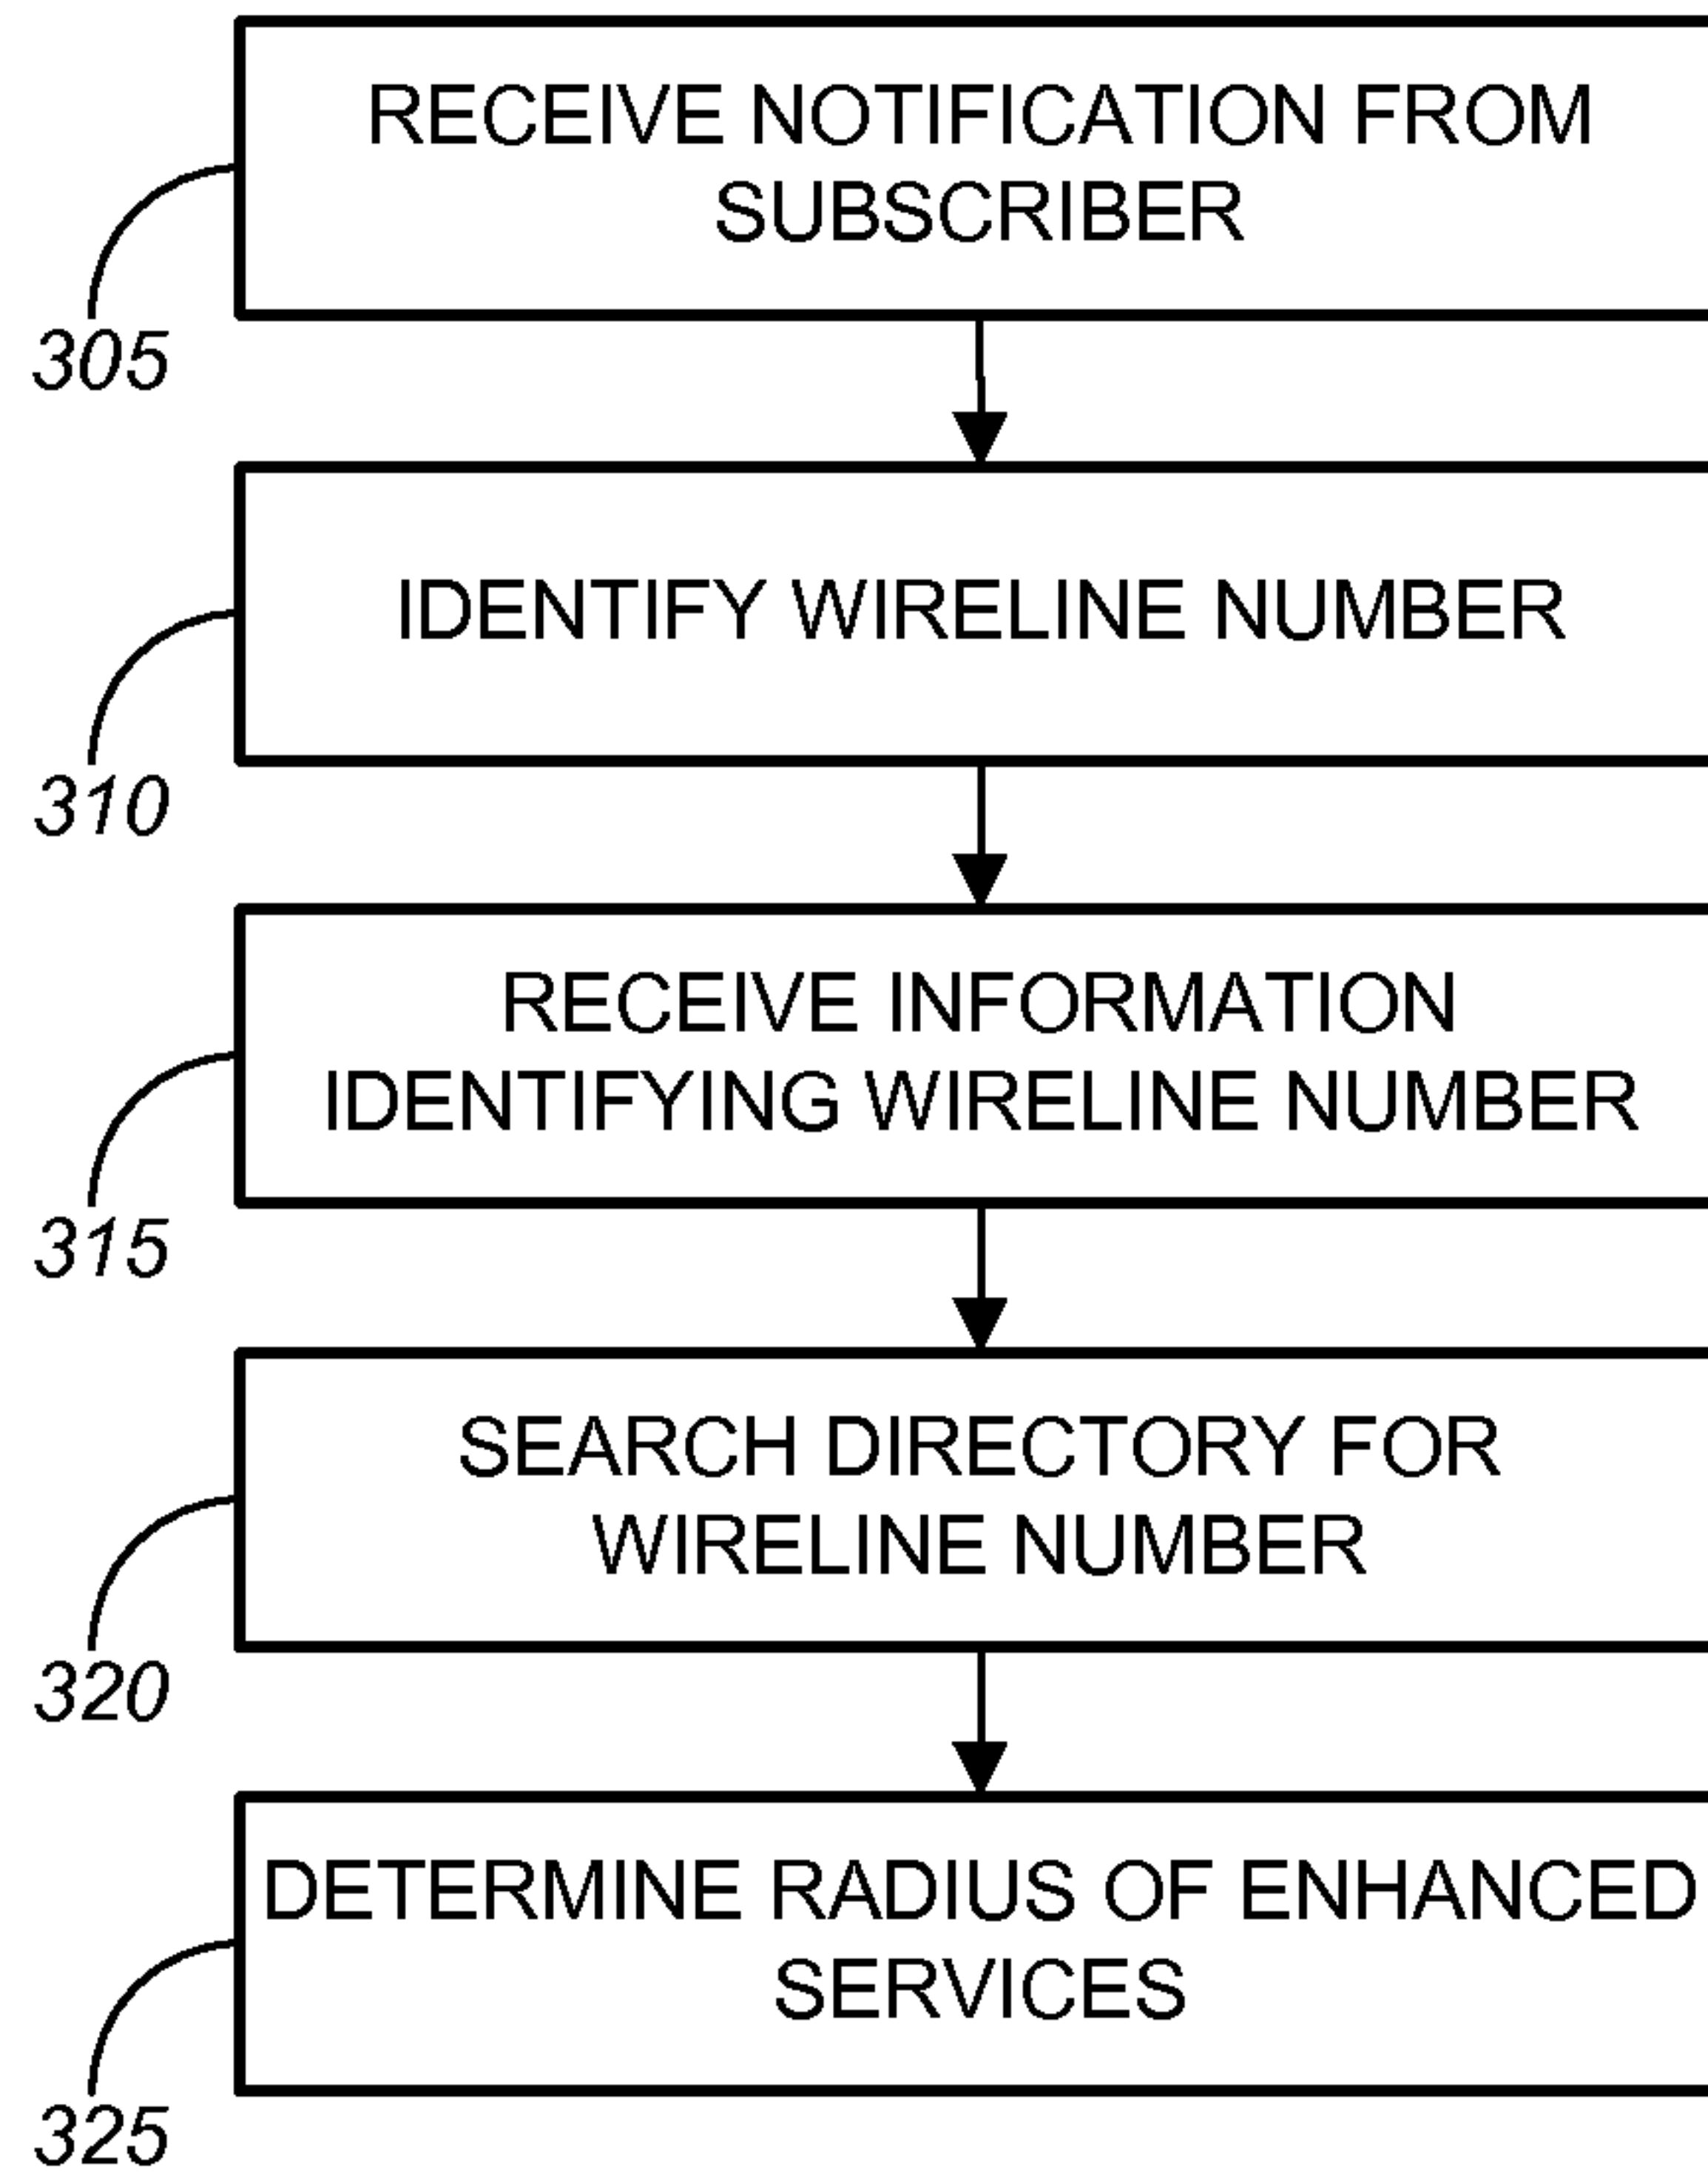 RECEIVE NOTIFICATION FROM
SUBSCRIBER
305
IDENTIFY WIRELINE NUMBER
310
RECEIVE INFORMATION
IDENTIFYING WIRELINE NUMBER
315
SEARCH DIRECTORY FOR
WIRELINE NUMBER
320
DETERMINE RADIUS OF ENHANCED
SERVICES
325